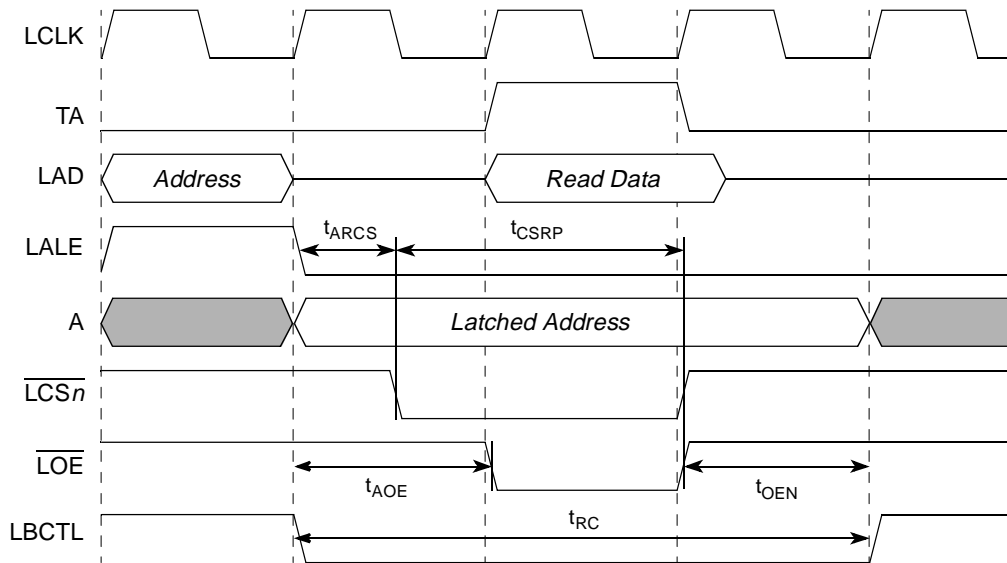 LCLK
TA
LAD Address Read Data
LALE tARCS tCSRP
A Latched Address
LCSn
LOE tAOE tOEN
LBCTL tRC